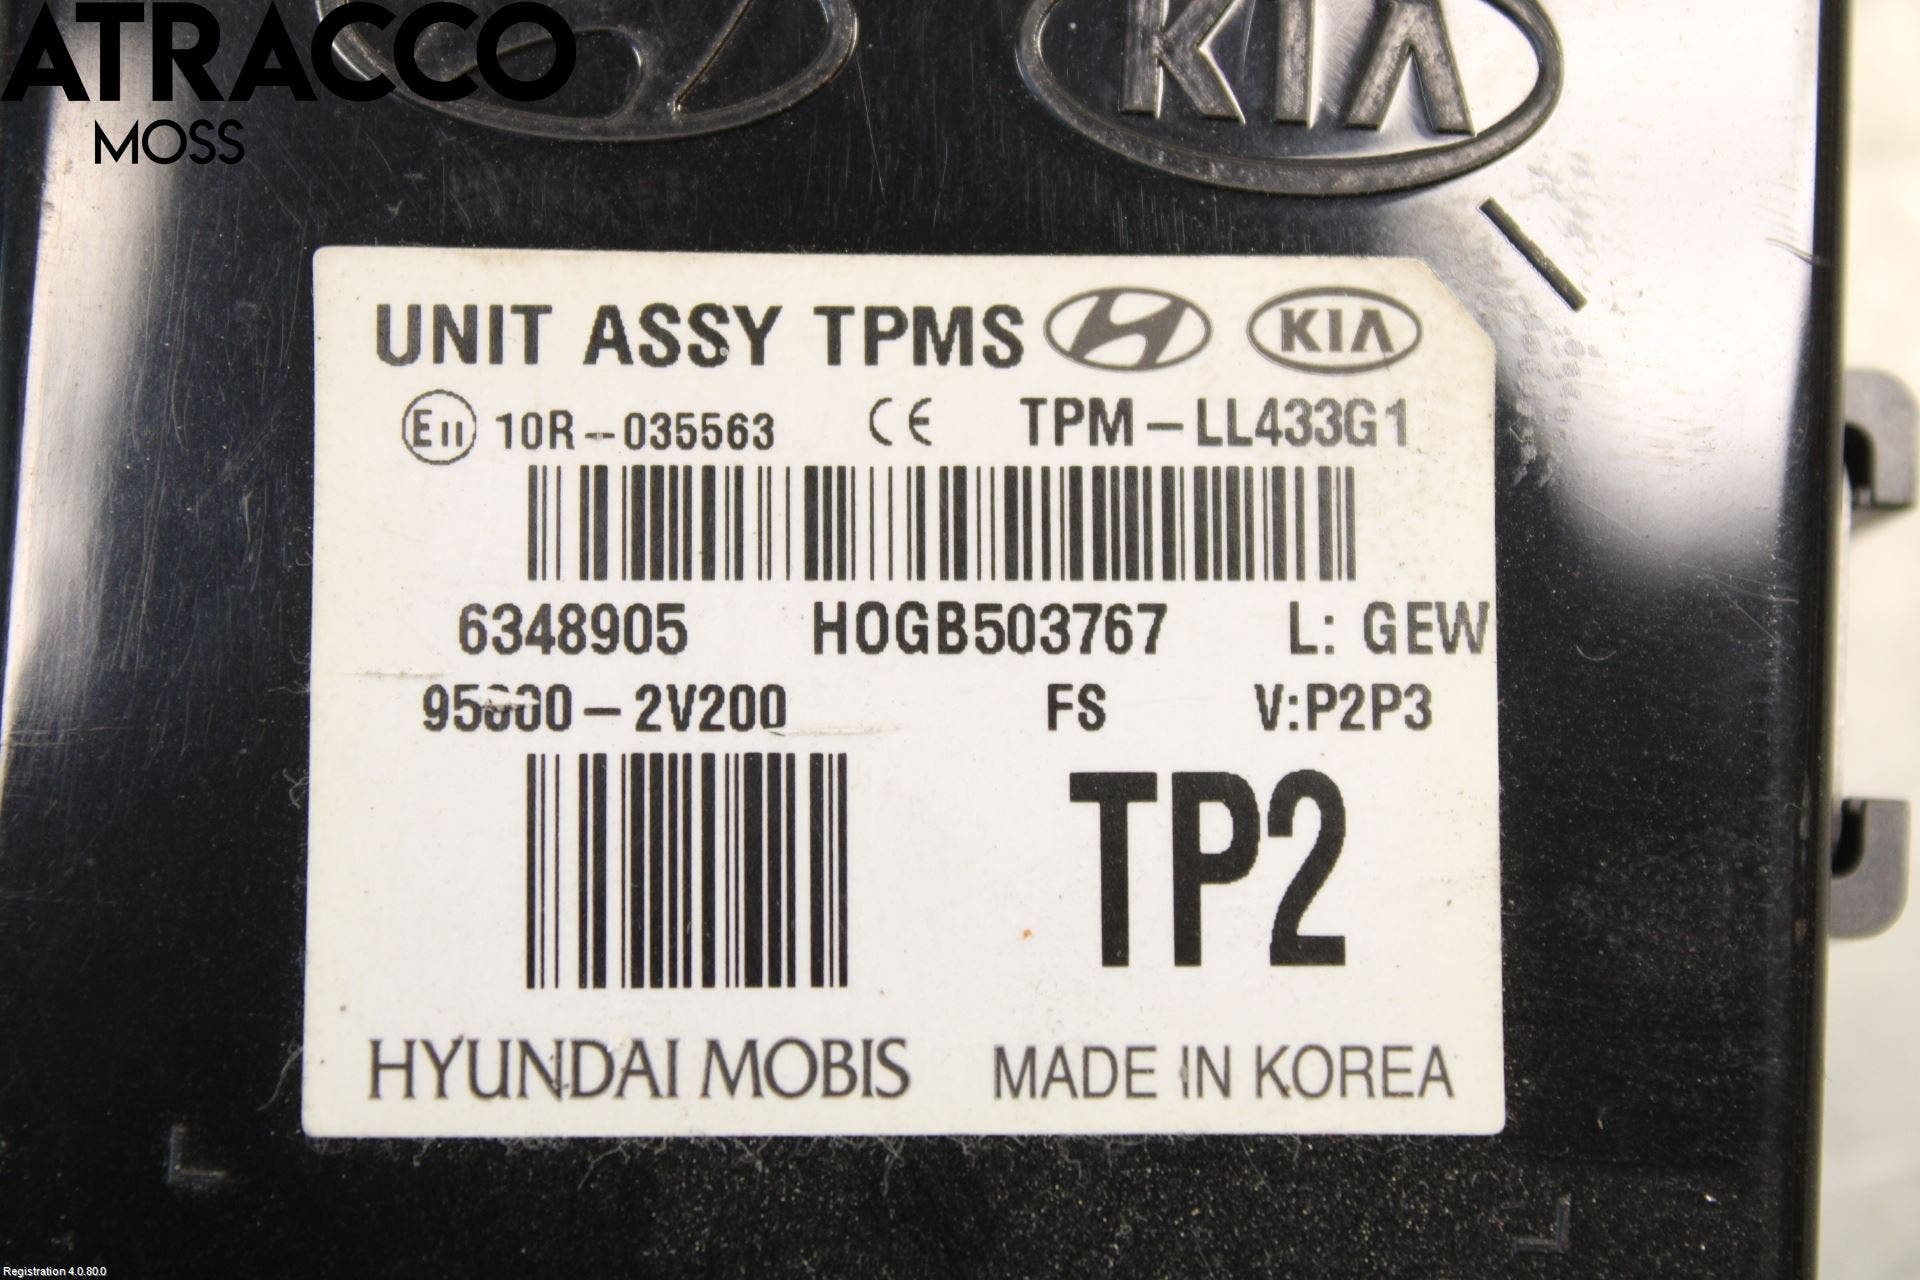 ATRACCO
MOSS
KIA
UNIT ASSY TPMS KIA
E11 10R-035563 CE TPM-LL433G1
6348905 HOGB503767 L: GEW
95800-2V200 FS V:P2P3
TP2
HYUNDAI MOBIS MADE IN KOREA
Registration 4.0.80.0